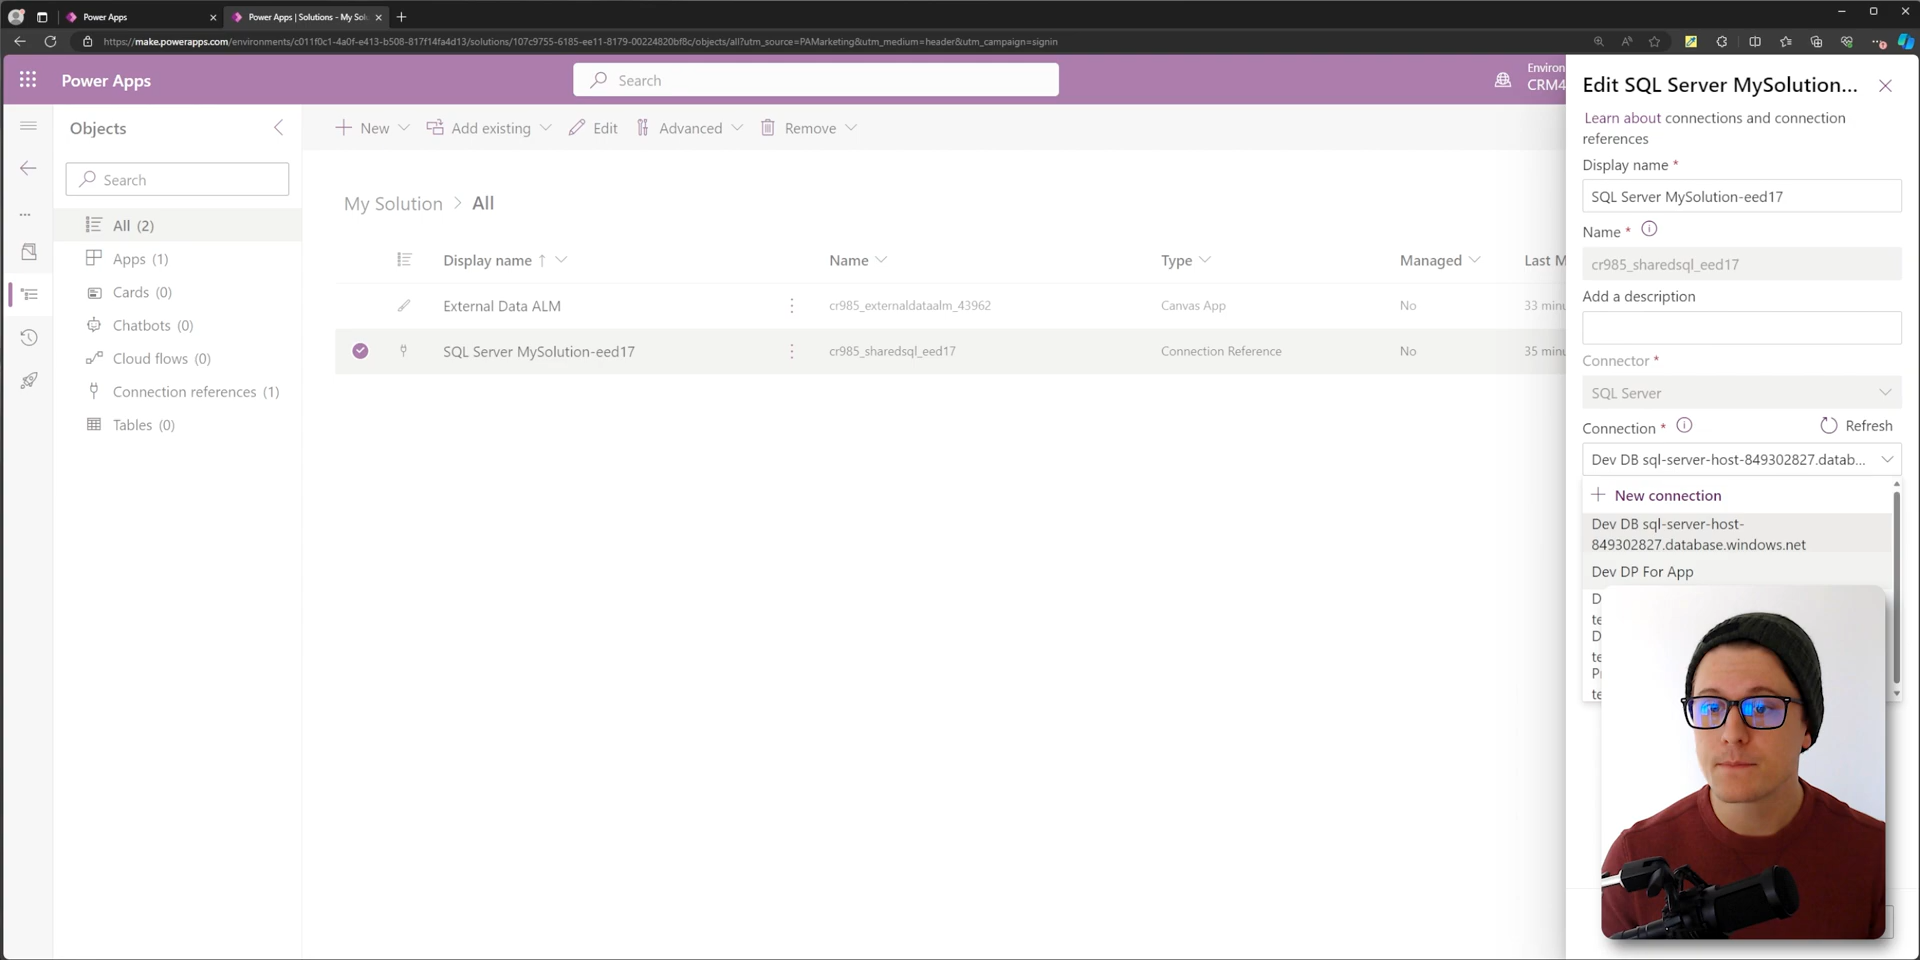 Power Apps
Power Apps | Solutions - My Sol
https://make.powerapps.com/environments/c011f0c1-4a0f-e413-b508-817f14fa4d13/solutions/107c9755-6185-ee11-8179-00224820bf8c/objects/all?utm_source=PAMarketing&utm_medium=header&utm_campaign=signin
Power Apps
Search
Environ
CRM4
Objects
Search
All (2)
Apps (1)
Cards (0)
Chatbots (0)
Cloud flows (0)
Connection references (1)
Tables (0)
New
Add existing
Edit
Advanced
Remove
My Solution > All
Display name ↑ Name Type Managed Last M
External Data ALM cr985_externaldataalm_43962 Canvas App No 33 minu
SQL Server MySolution-eed17 cr985_sharedsql_eed17 Connection Reference No 35 minu
Edit SQL Server MySolution...
Learn about connections and connection
references
Display name *
SQL Server MySolution-eed17
Name *
cr985_sharedsql_eed17
Add a description
Connector *
SQL Server
Connection *
Refresh
Dev DB sql-server-host-849302827.datab...
New connection
Dev DB sql-server-host-
849302827.database.windows.net
Dev DP For App
D
te
D
te
P
te